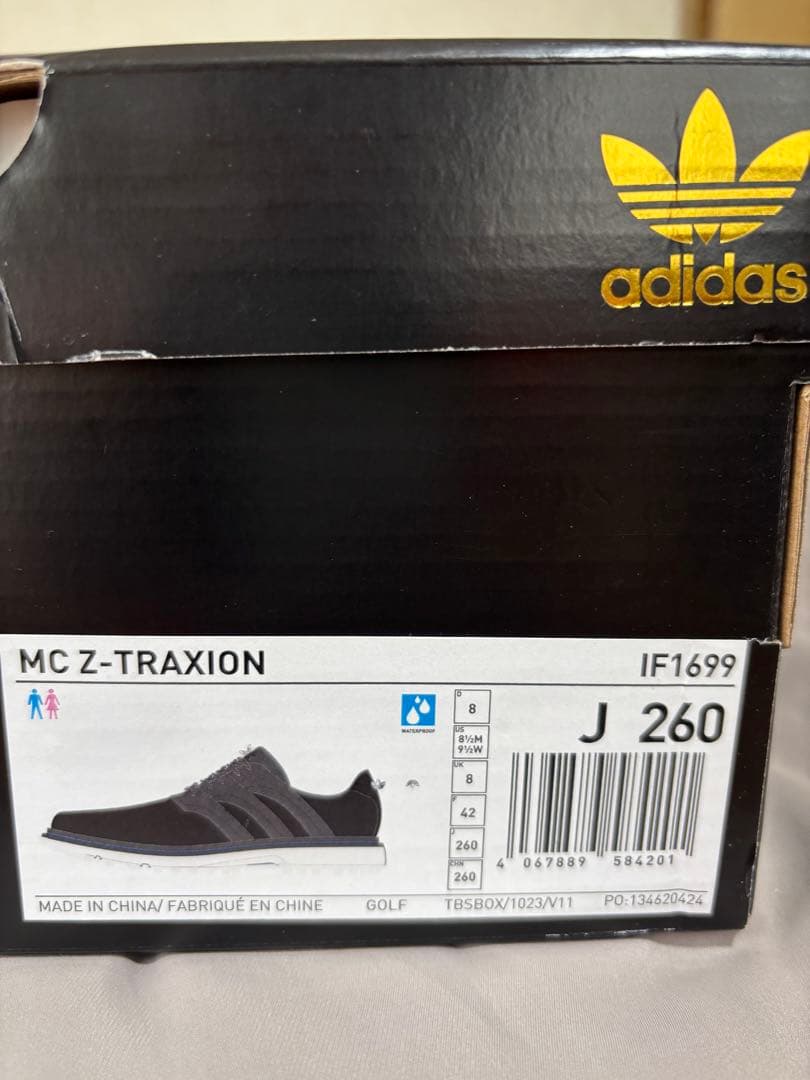 adidas
MC Z-TRAXION IF1699
WATERPROOF
J 260
D 8
US 8½M 9½W
UK 8
F 42
J 260
CHN 260
4 067889 584201
MADE IN CHINA/ FABRIQUÉ EN CHINE GOLF TBSBOX/1023/V11 PO:134620424